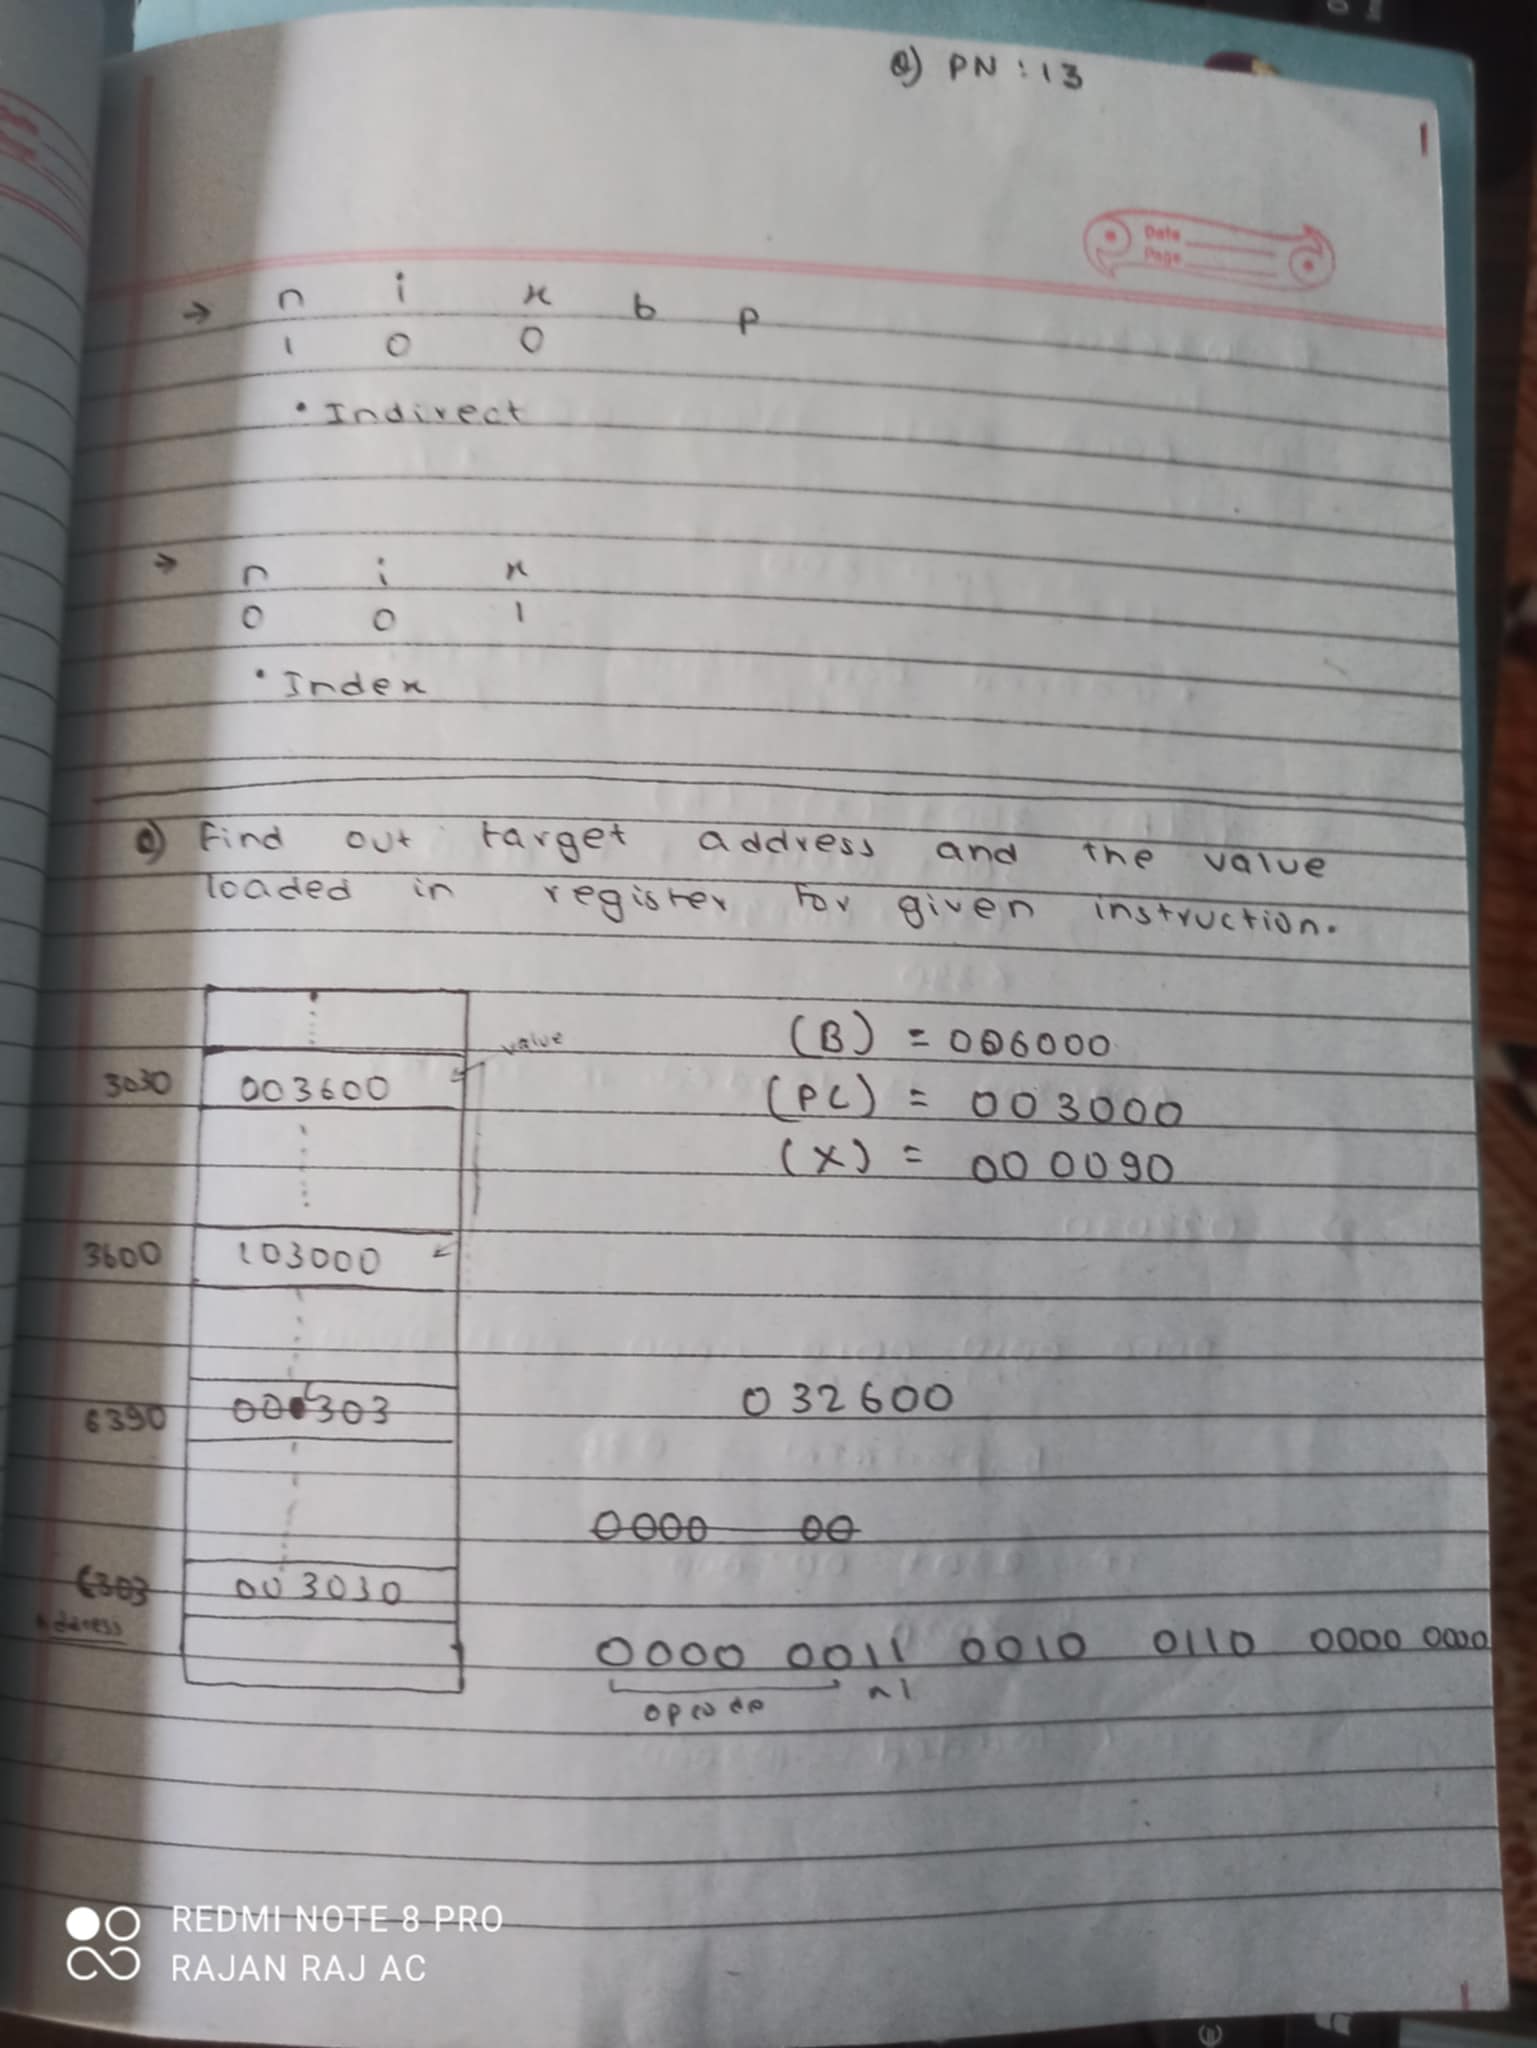 Q) PN : 13
Date
Page
→ n i x b p
1 0 0
• Indirect
→ n i x
0 0 1
• Index
Q) Find out target address and the value
loaded in register for given instruction.
value
(B) = 006000
3030 003600
(PC) = 003000
(X) = 000090
3600 103000
6390 00C303
032600
0000 00
6303 003030
Address
0000 0011 0010 0110 0000 0000
opcode n i
REDMI NOTE 8 PRO
RAJAN RAJ AC